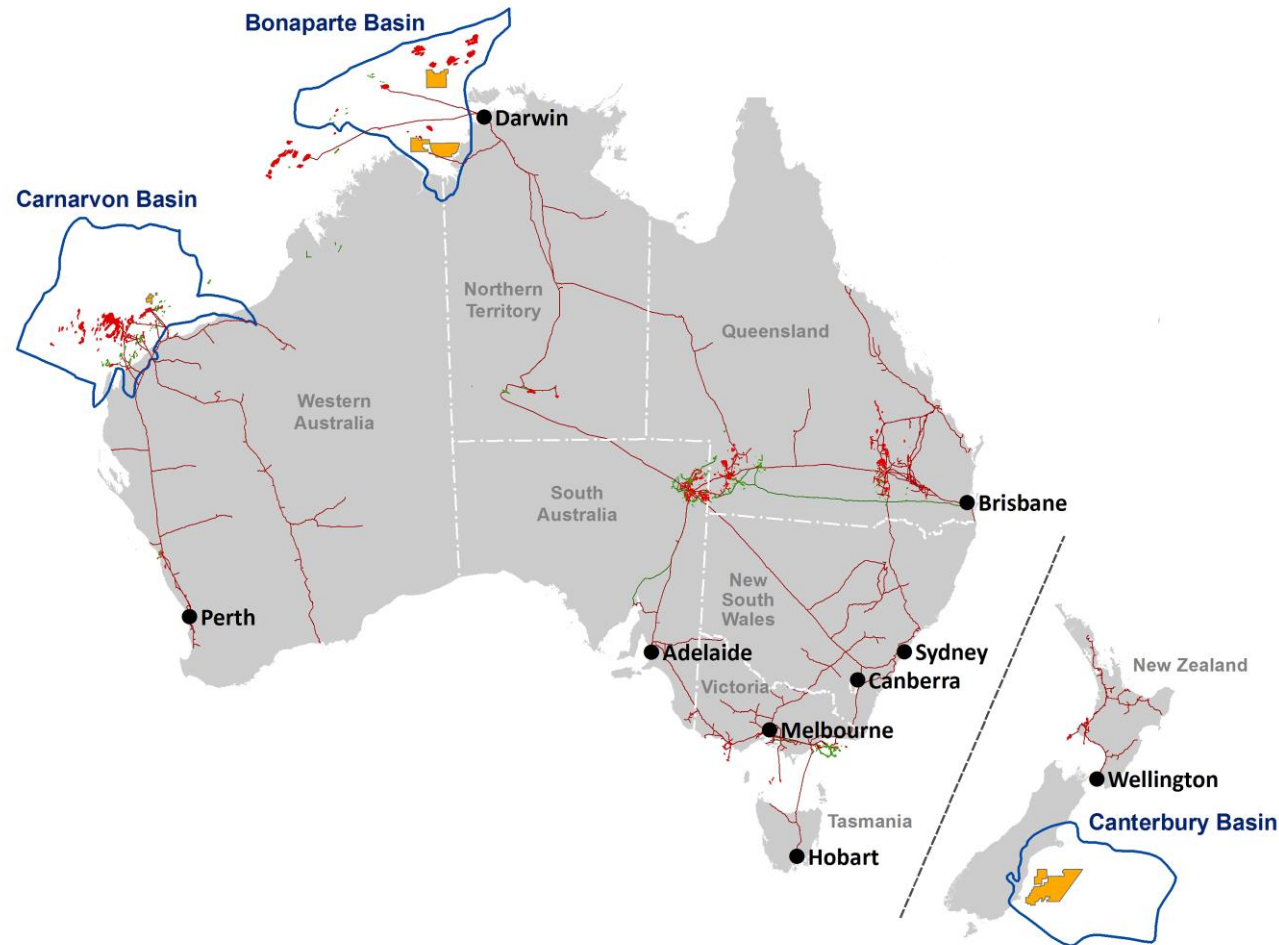 Bonaparte Basin
Darwin
Carnarvon Basin
Northern
Territory
Queensland
Western
Australia
South
Australia
Brisbane
New
South
Wales
Perth
Adelaide
Sydney
New Zealand
Victoria
Canberra
Melbourne
Wellington
Tasmania
Canterbury Basin
Hobart